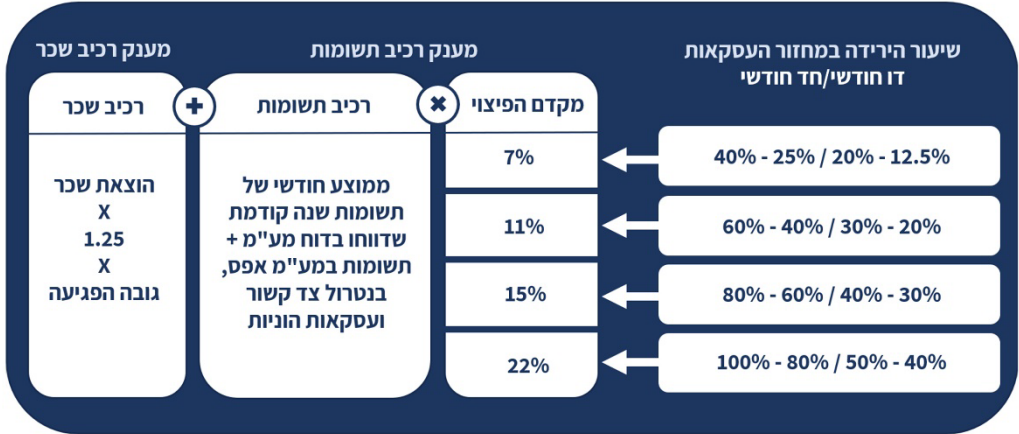 שיעור הירידה במחזור העסקאות
דו חודשי/חד חודשי
40% - 25% / 20% - 12.5%
60% - 40% / 30% - 20%
80% - 60% / 40% - 30%
100% - 80% / 50% - 40%
מענק רכיב תשומות
מקדם הפיצוי
7%
11%
15%
22%
✖
רכיב תשומות
ממוצע חודשי של
תשומות שנה קודמת
שדווחו בדוח מע"מ +
תשומות במע"מ אפס,
בנטרול צד קשור
ועסקאות הוניות
+
מענק רכיב שכר
רכיב שכר
הוצאת שכר
X
1.25
X
גובה הפגיעה